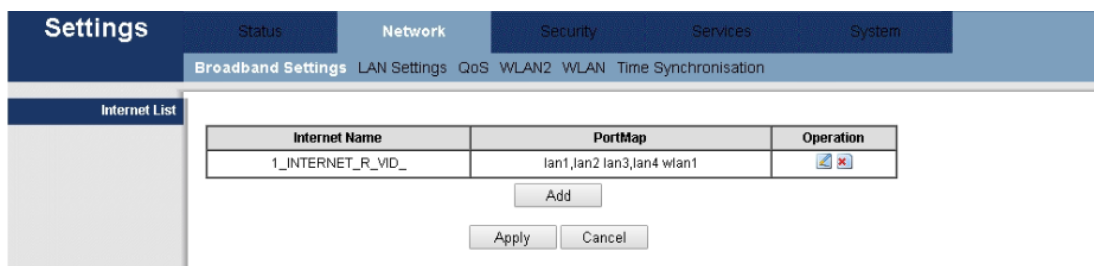 Settings Status Network Security Services System
Broadband Settings LAN Settings QoS WLAN2 WLAN Time Synchronisation
Internet List
Internet Name PortMap Operation
1_INTERNET_R_VID_ lan1,lan2 lan3,lan4 wlan1
Add
Apply Cancel